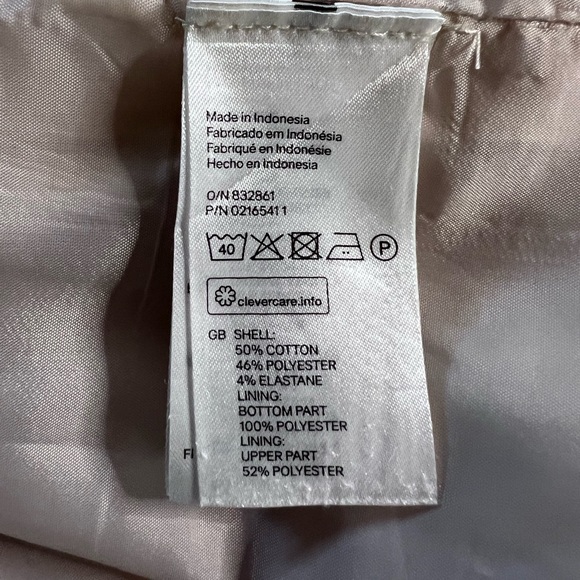 Made in Indonesia
Fabricado em Indonésia
Fabriqué en Indonésie
Hecho en Indonesia
O/N 832861
P/N 02165411
40 P
clevercare.info
GB SHELL:
50% COTTON
46% POLYESTER
4% ELASTANE
LINING:
BOTTOM PART
100% POLYESTER
LINING:
UPPER PART
52% POLYESTER